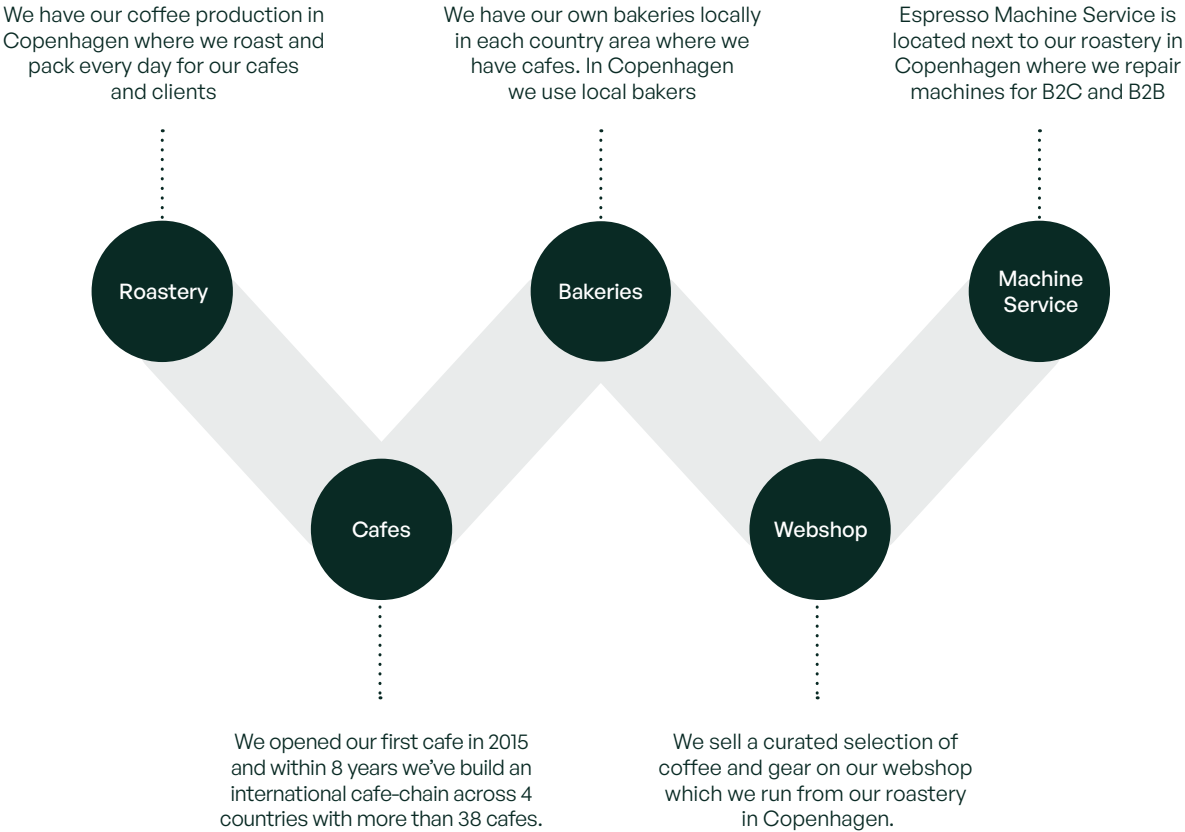 We have our coffee production in
Copenhagen where we roast and
pack every day for our cafes
and clients
We have our own bakeries locally
in each country area where we
have cafes. In Copenhagen
we use local bakers
Espresso Machine Service is
located next to our roastery in
Copenhagen where we repair
machines for B2C and B2B
Roastery
Bakeries
Machine
Service
Cafes
Webshop
We opened our first cafe in 2015
and within 8 years we’ve build an
international cafe-chain across 4
countries with more than 38 cafes.
We sell a curated selection of
coffee and gear on our webshop
which we run from our roastery
in Copenhagen.